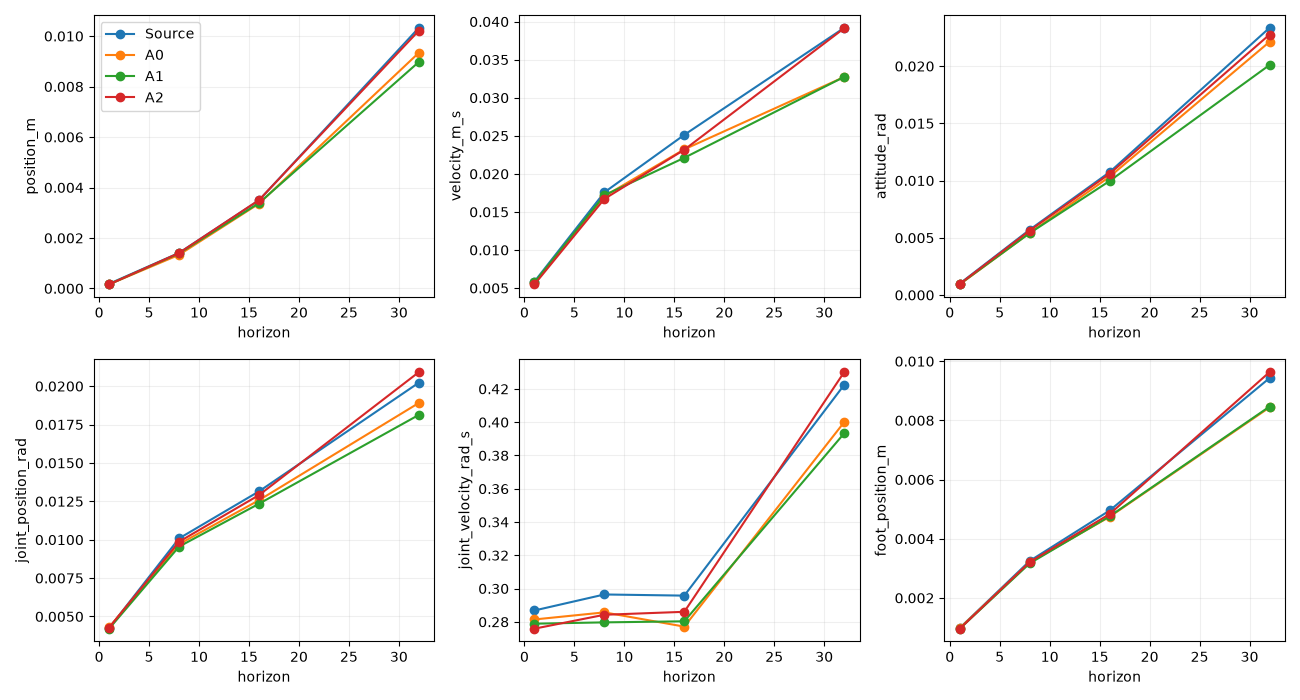 position_m
0.010
0.008
0.006
0.004
0.002
0.000
Source
A0
A1
A2
0 5 10 15 20 25 30
horizon
velocity_m_s
0.040
0.035
0.030
0.025
0.020
0.015
0.010
0.005
0 5 10 15 20 25 30
horizon
attitude_rad
0.020
0.015
0.010
0.005
0.000
0 5 10 15 20 25 30
horizon
joint_position_rad
0.0200
0.0175
0.0150
0.0125
0.0100
0.0075
0.0050
0 5 10 15 20 25 30
horizon
joint_velocity_rad_s
0.42
0.40
0.38
0.36
0.34
0.32
0.30
0.28
0 5 10 15 20 25 30
horizon
foot_position_m
0.010
0.008
0.006
0.004
0.002
0 5 10 15 20 25 30
horizon